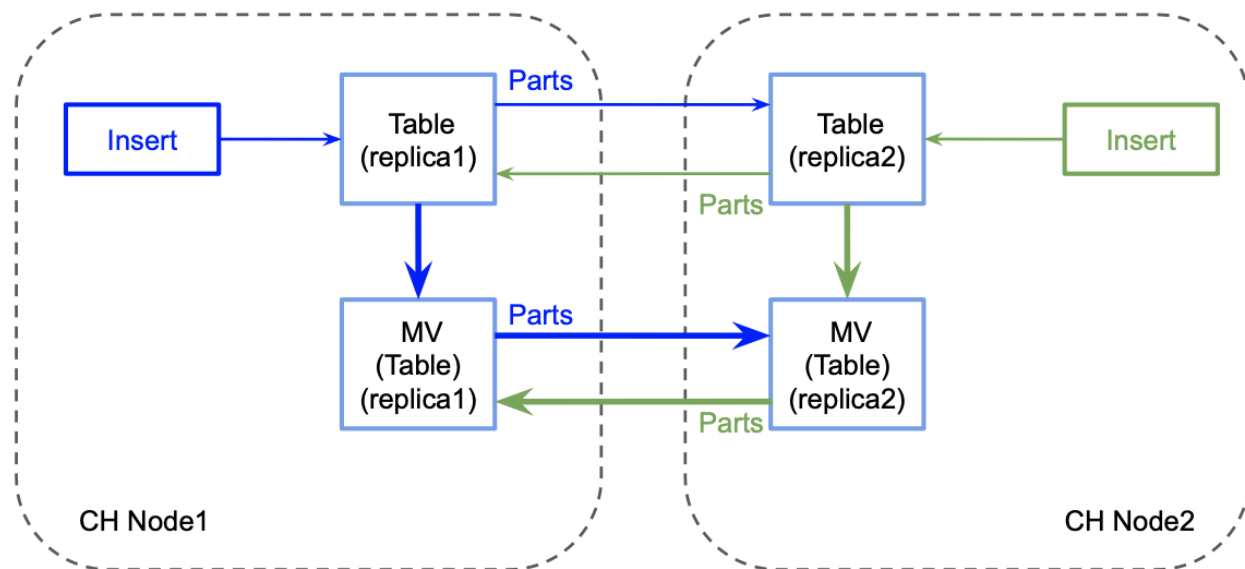 Parts
Insert
Table
(replica1)
Table
(replica2)
Insert
Parts
MV
(Table)
(replica1)
Parts
MV
(Table)
(replica2)
Parts
CH Node1
CH Node2